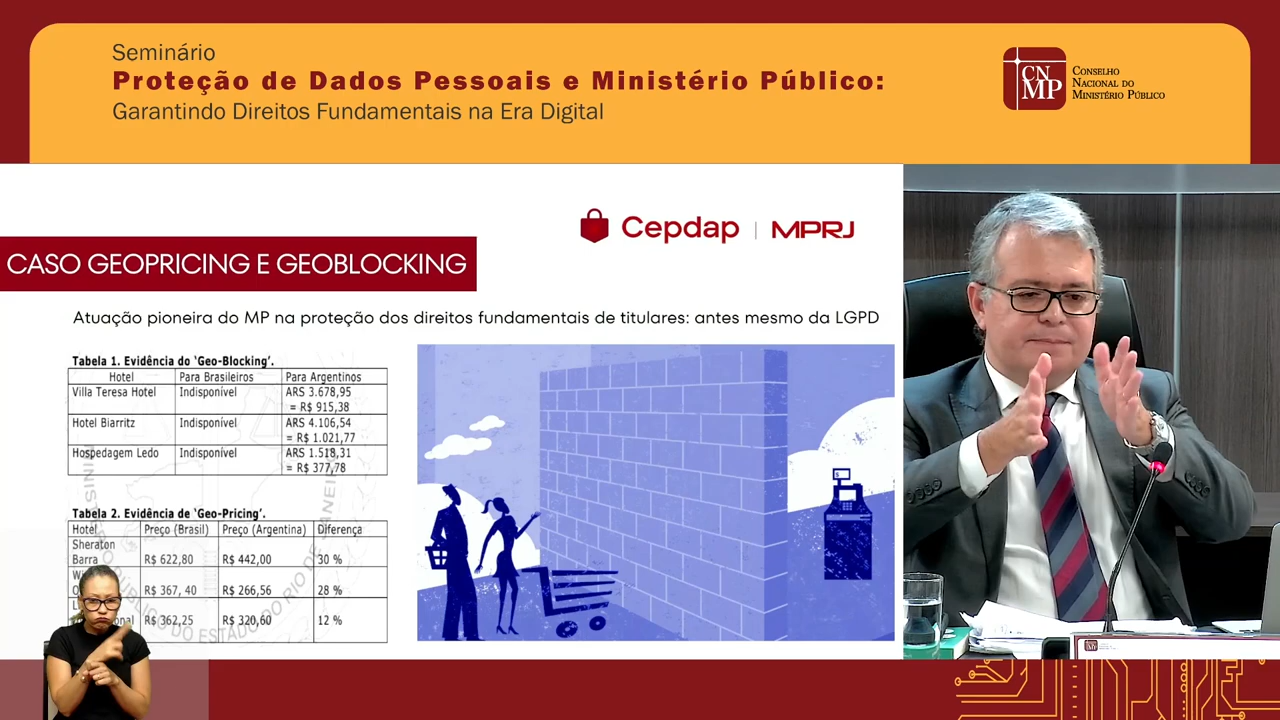 Seminário
Proteção de Dados Pessoais e Ministério Público:
Garantindo Direitos Fundamentais na Era Digital
CN
MP
CONSELHO
NACIONAL DO
MINISTÉRIO PÚBLICO
Cepdap | MPRJ
CASO GEOPRICING E GEOBLOCKING
Atuação pioneira do MP na proteção dos direitos fundamentais de titulares: antes mesmo da LGPD
Tabela 1. Evidência do 'Geo-Blocking'.
Hotel Para Brasileiros Para Argentinos
Villa Teresa Hotel Indisponível ARS 3.678,95
= R$ 915,38
Hotel Biarritz Indisponível ARS 4.106,54
= R$ 1.021,77
Hospedagem Ledo Indisponível ARS 1.518,31
= R$ 377,78
Tabela 2. Evidência de 'Geo-Pricing'.
Hotel Preço (Brasil) Preço (Argentina) Diferença
Sheraton
Barra R$ 622,80 R$ 442,00 30 %
R$ 367, 40 R$ 266,56 28 %
R$ 362,25 R$ 320,60 12 %